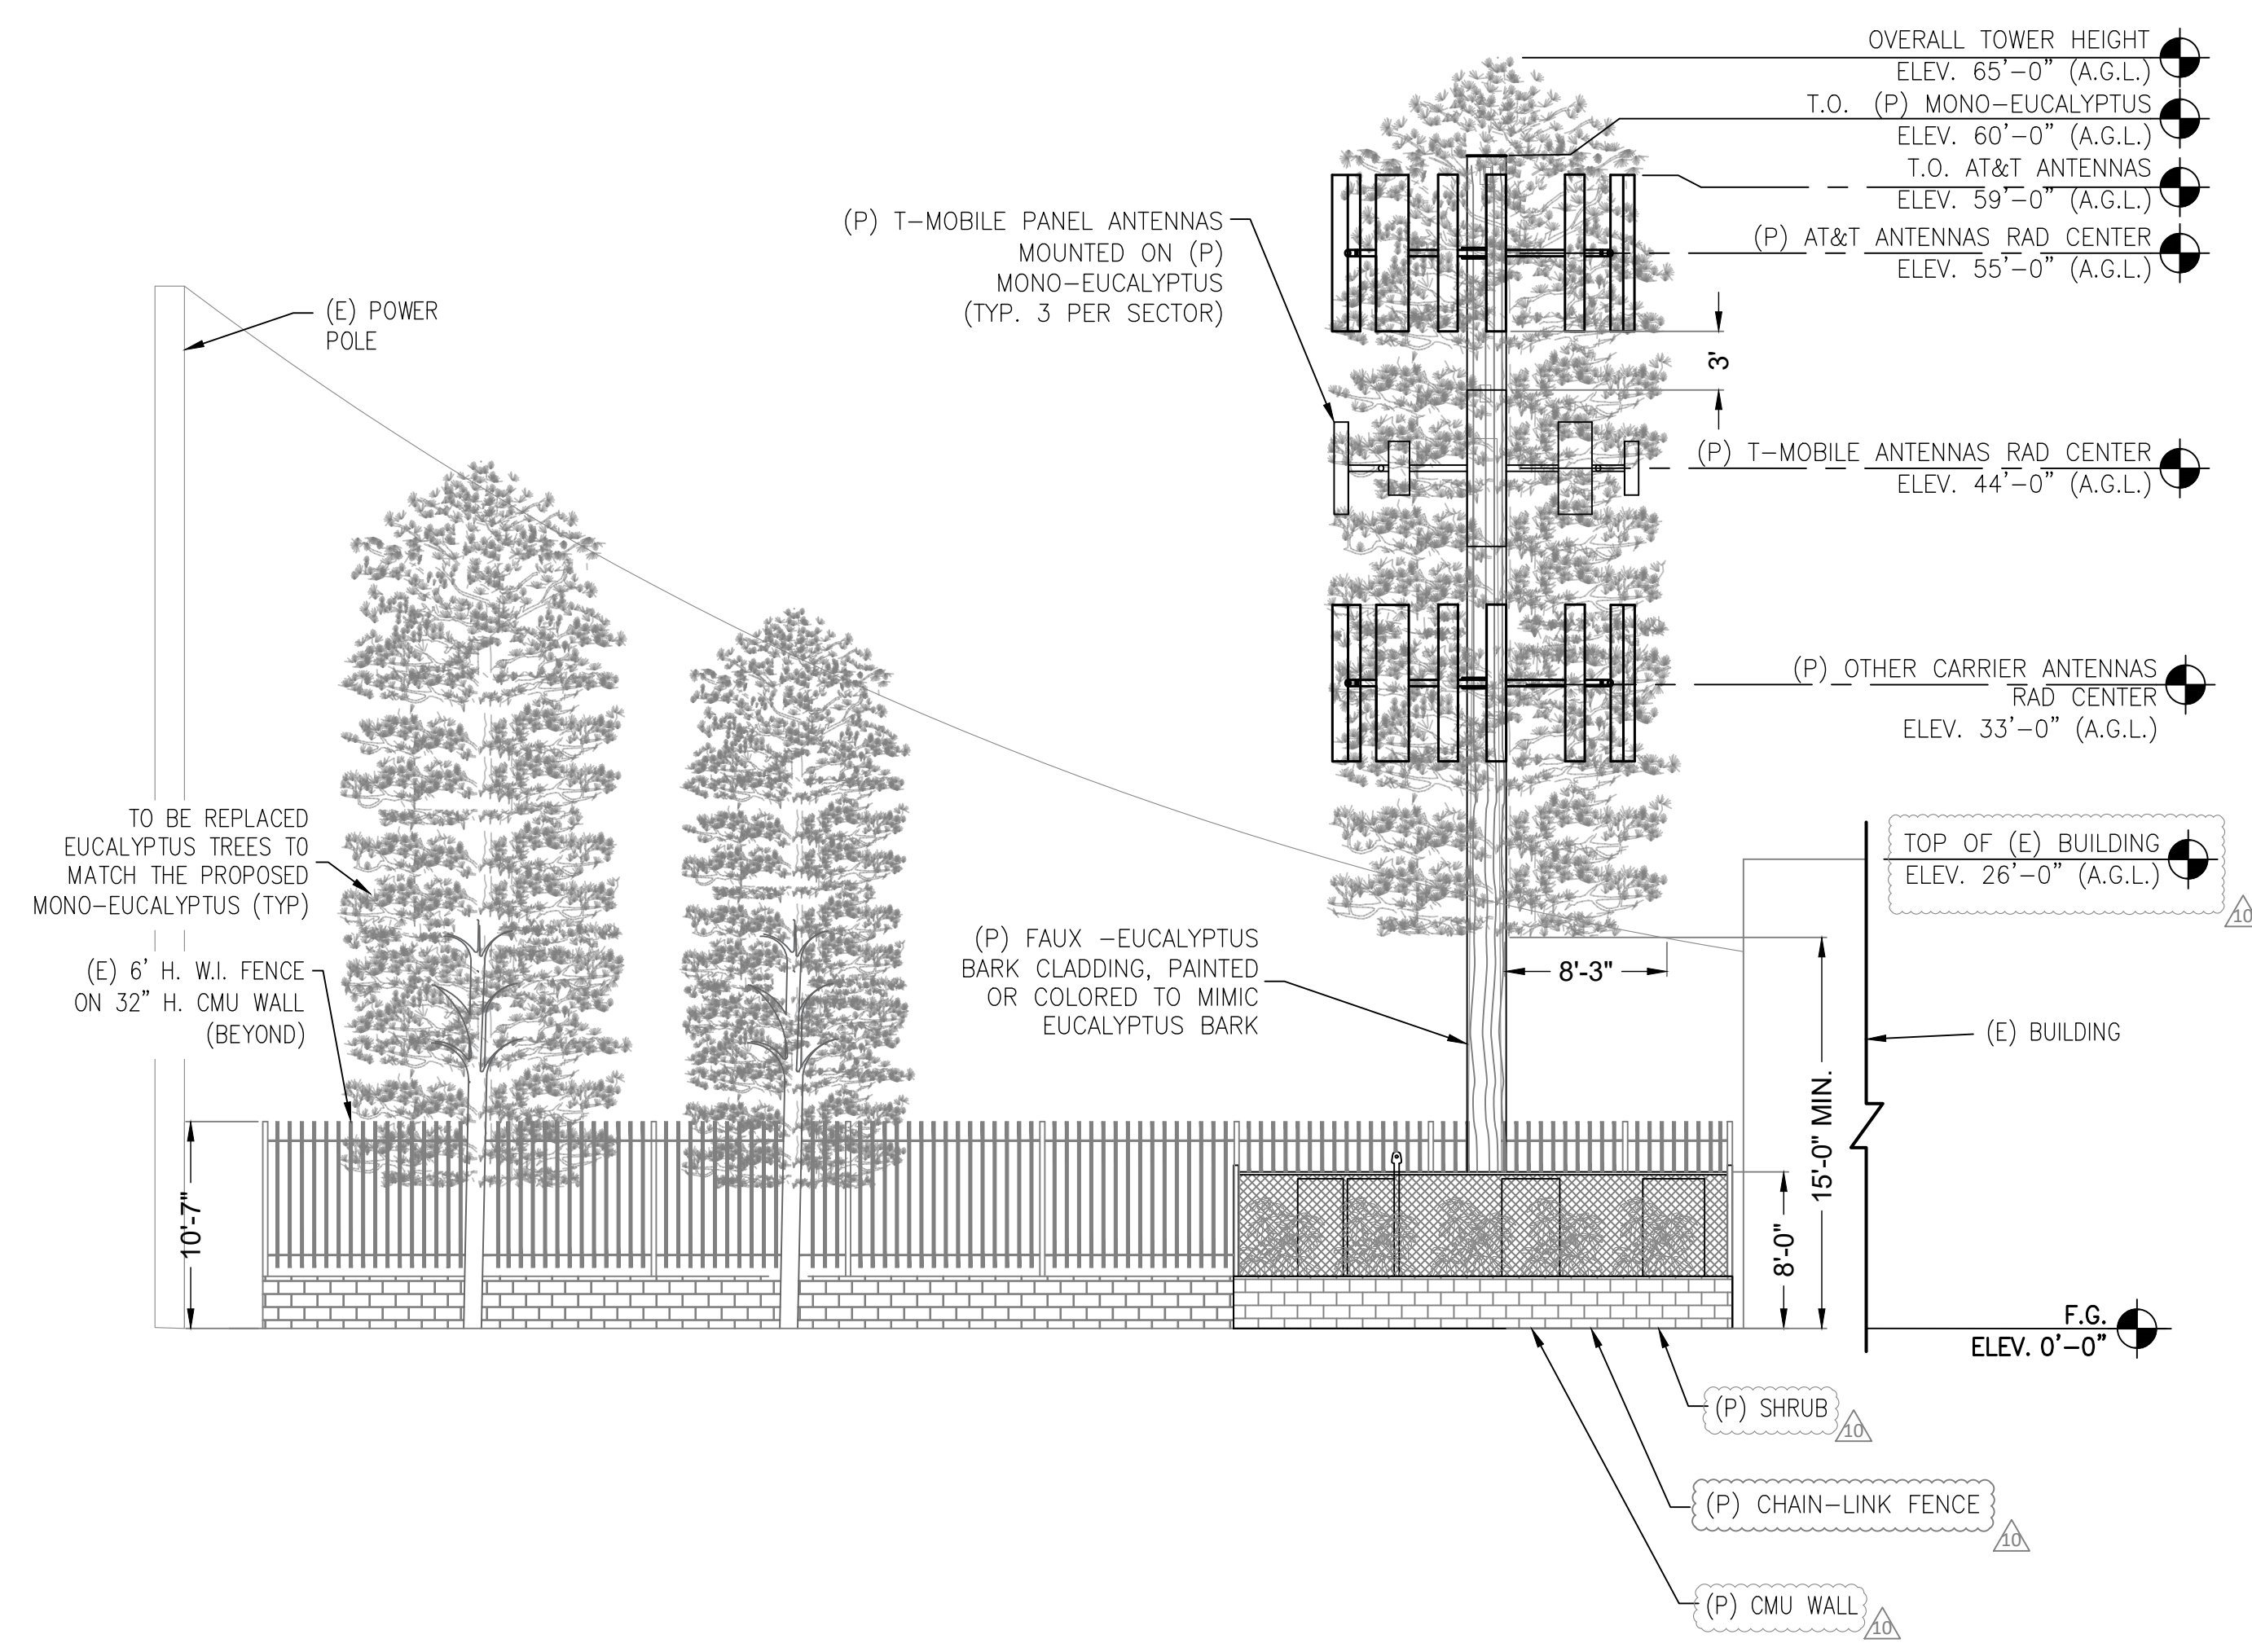 OVERALL TOWER HEIGHT
ELEV. 65'-0" (A.G.L.)
T.O. (P) MONO-EUCALYPTUS
ELEV. 60'-0" (A.G.L.)
T.O. AT&T ANTENNAS
ELEV. 59'-0" (A.G.L.)
(P) AT&T ANTENNAS RAD CENTER
ELEV. 55'-0" (A.G.L.)
(P) T-MOBILE PANEL ANTENNAS
MOUNTED ON (P)
MONO-EUCALYPTUS
(TYP. 3 PER SECTOR)
(E) POWER
POLE
3'
(P) T-MOBILE ANTENNAS RAD CENTER
ELEV. 44'-0" (A.G.L.)
(P) OTHER CARRIER ANTENNAS
RAD CENTER
ELEV. 33'-0" (A.G.L.)
TO BE REPLACED
EUCALYPTUS TREES TO
MATCH THE PROPOSED
MONO-EUCALYPTUS (TYP)
TOP OF (E) BUILDING
ELEV. 26'-0" (A.G.L.)
10
(P) FAUX -EUCALYPTUS
BARK CLADDING, PAINTED
OR COLORED TO MIMIC
EUCALYPTUS BARK
8'-3"
(E) 6' H. W.I. FENCE
ON 32" H. CMU WALL
(BEYOND)
(E) BUILDING
15'-0" MIN.
10'-7"
8'-0"
F.G.
ELEV. 0'-0"
(P) SHRUB
10
(P) CHAIN-LINK FENCE
10
(P) CMU WALL
10